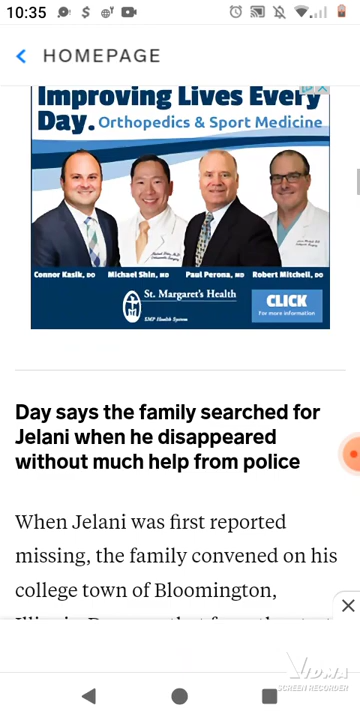 10:35
HOMEPAGE
Improving Lives Every
Day. Orthopedics & Sport Medicine
Connor Kasik, DO Michael Shin, MD Paul Perona, MD Robert Mitchell, DO
St. Margaret's Health
SMP Health System
CLICK
For more information
Day says the family searched for
Jelani when he disappeared
without much help from police
When Jelani was first reported
missing, the family convened on his
college town of Bloomington,
VIDMA
SCREEN RECORDER